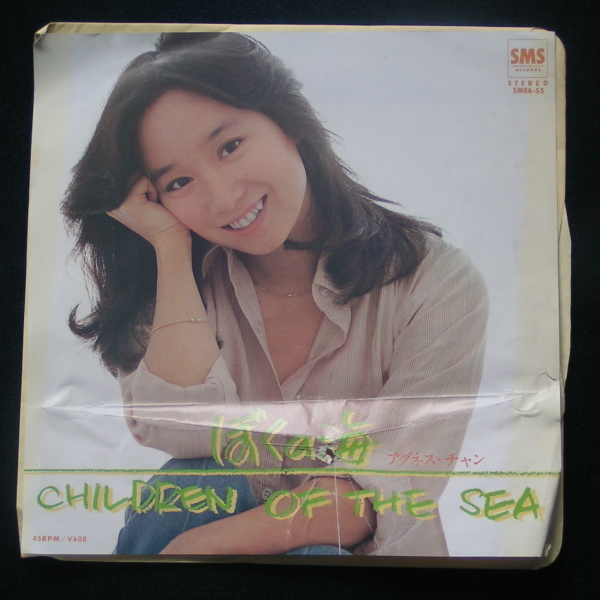 SMS
RECORDS
STEREO
SM06-55
ぼくの海
アグネス・チャン
CHILDREN OF THE SEA
45RPM/¥600